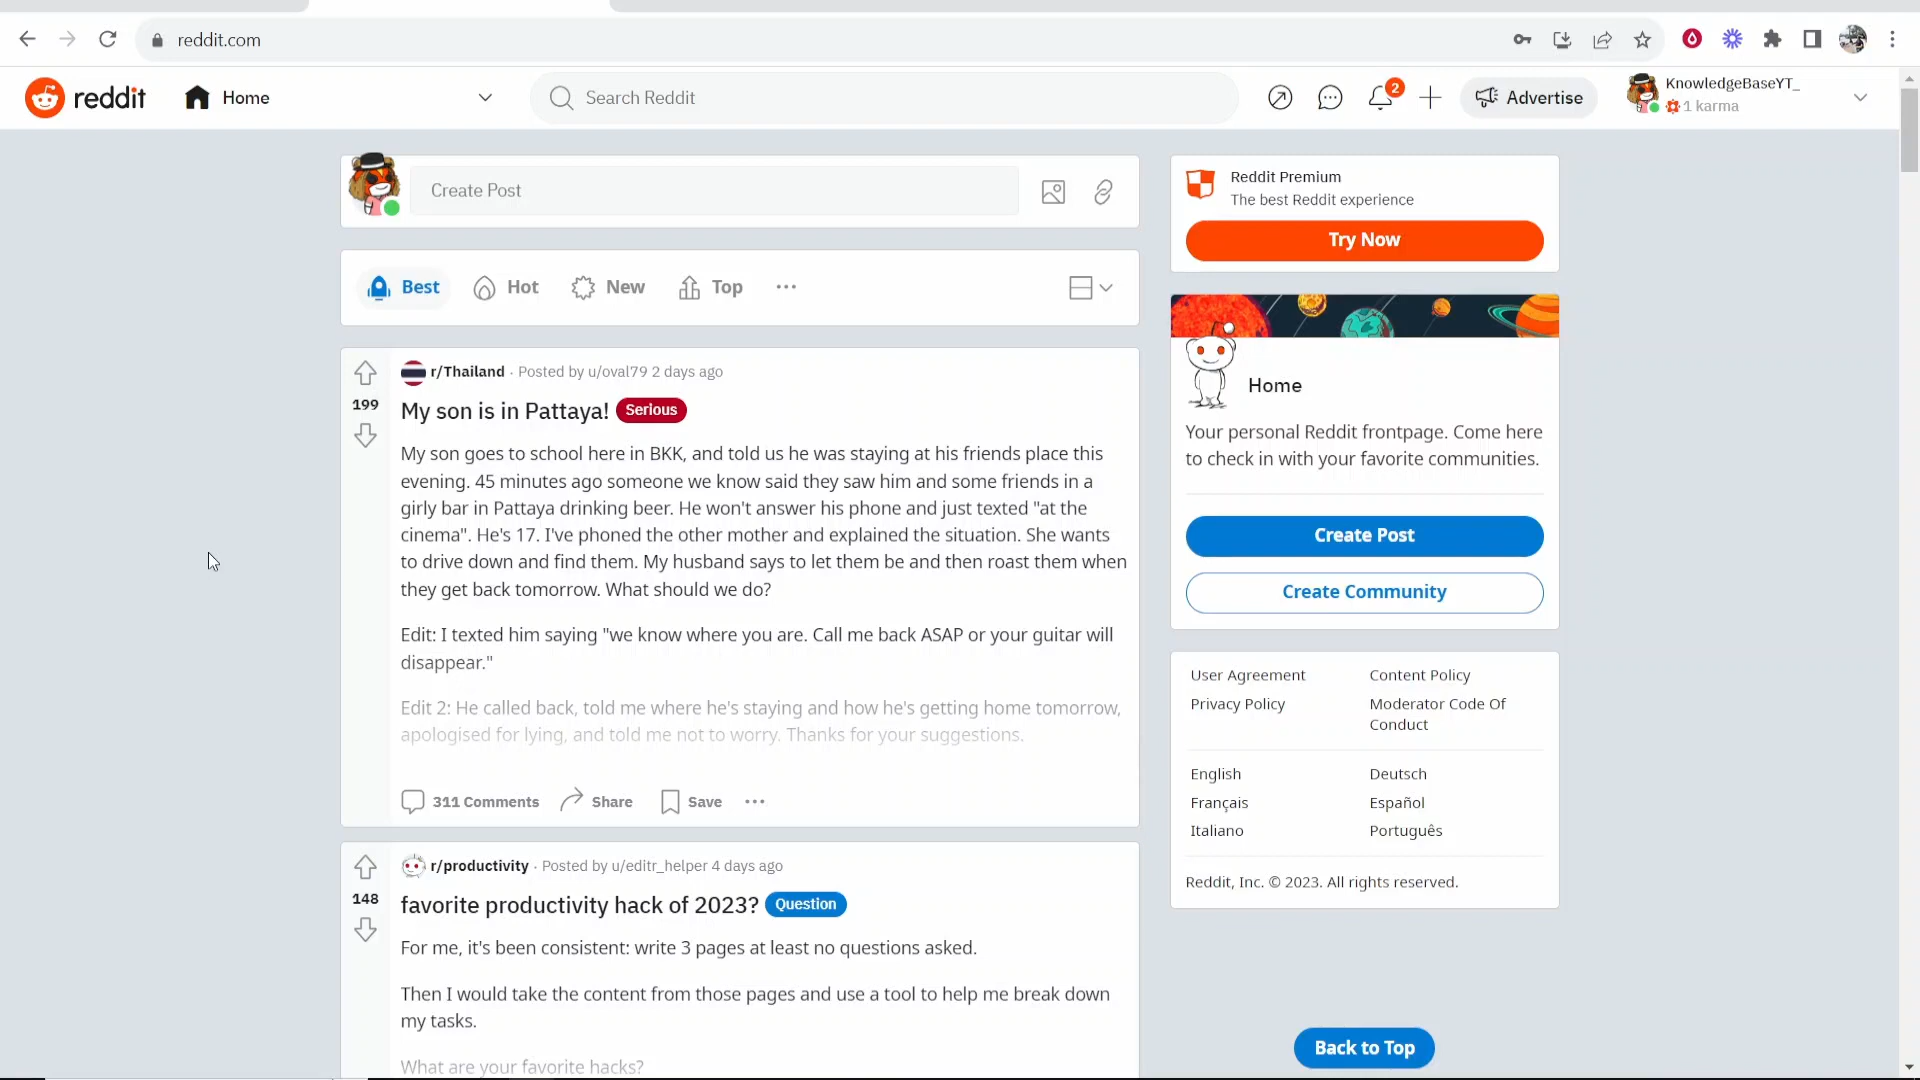 reddit.com
reddit
Home
Search Reddit
2
Advertise
KnowledgeBaseYT_
1 karma
Create Post
Best
Hot
New
Top
199
r/Thailand · Posted by u/oval79 2 days ago
My son is in Pattaya! Serious
My son goes to school here in BKK, and told us he was staying at his friends place this
evening. 45 minutes ago someone we know said they saw him and some friends in a
girly bar in Pattaya drinking beer. He won't answer his phone and just texted "at the
cinema". He's 17. I've phoned the other mother and explained the situation. She wants
to drive down and find them. My husband says to let them be and then roast them when
they get back tomorrow. What should we do?
Edit: I texted him saying "we know where you are. Call me back ASAP or your guitar will
disappear."
Edit 2: He called back, told me where he's staying and how he's getting home tomorrow,
apologised for lying, and told me not to worry. Thanks for your suggestions.
311 Comments
Share
Save
148
r/productivity · Posted by u/editr_helper 4 days ago
favorite productivity hack of 2023? Question
For me, it's been consistent: write 3 pages at least no questions asked.
Then I would take the content from those pages and use a tool to help me break down
my tasks.
What are your favorite hacks?
Reddit Premium
The best Reddit experience
Try Now
Home
Your personal Reddit frontpage. Come here
to check in with your favorite communities.
Create Post
Create Community
User Agreement
Content Policy
Privacy Policy
Moderator Code Of
Conduct
English
Deutsch
Français
Español
Italiano
Português
Reddit, Inc. © 2023. All rights reserved.
Back to Top